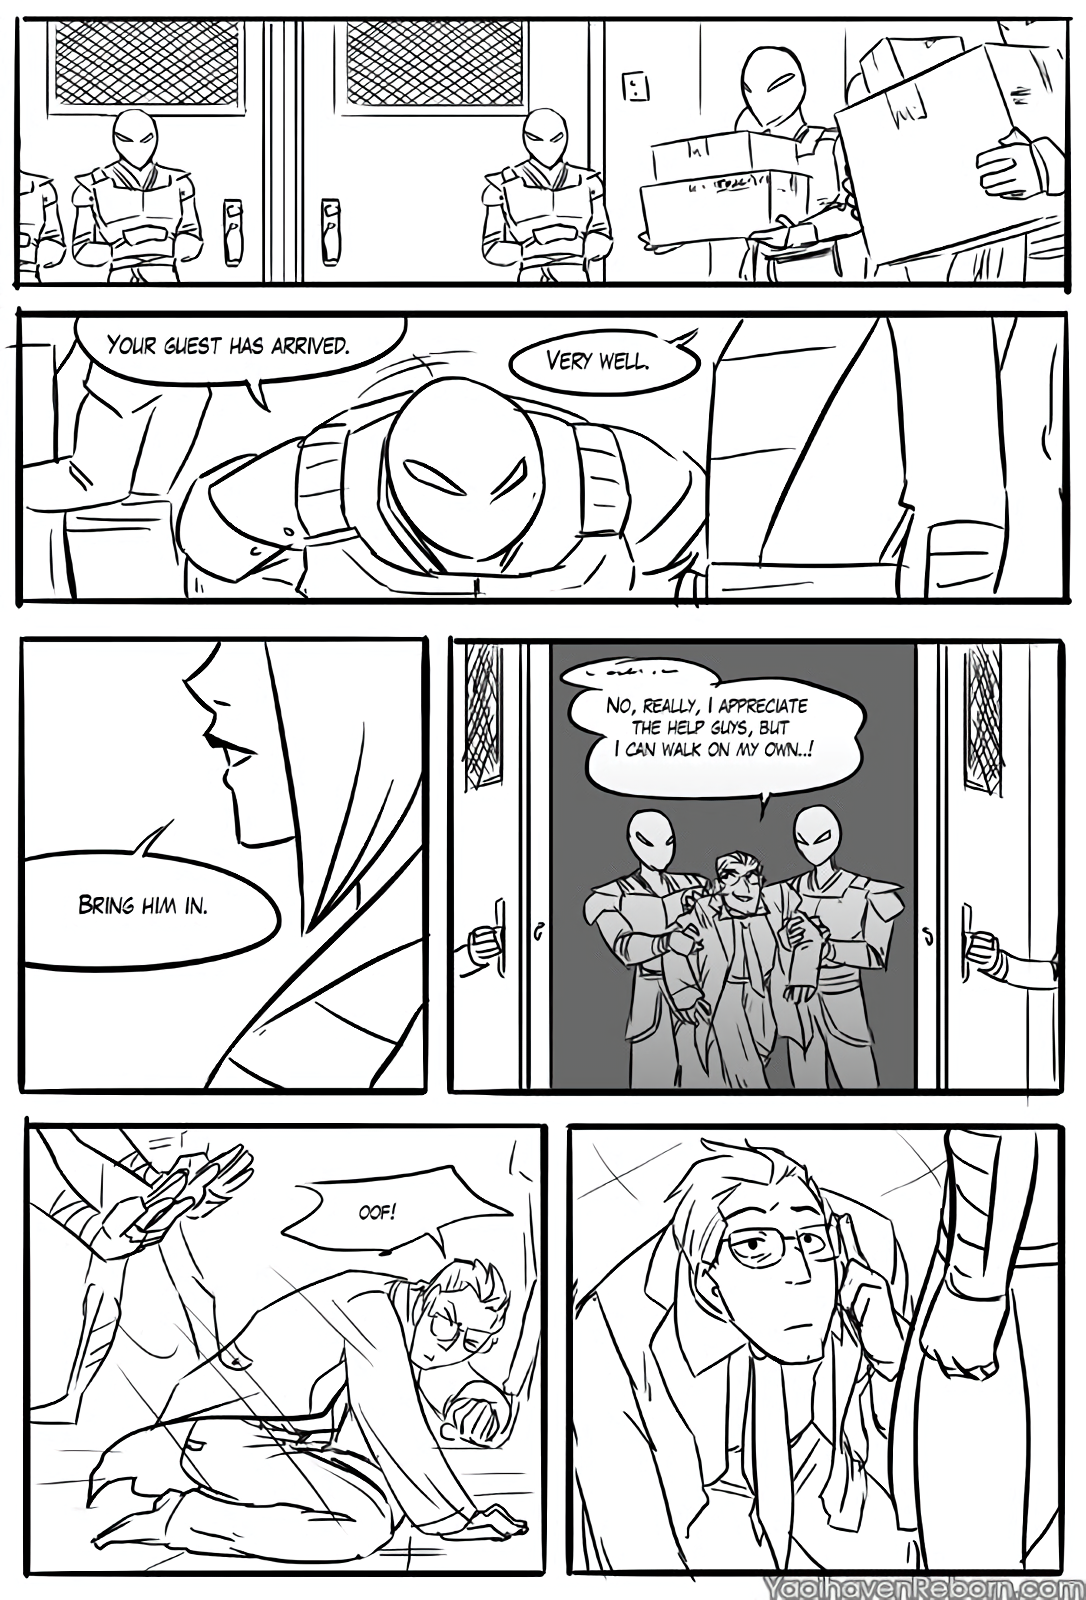 YOUR GUEST HAS ARRIVED.
VERY WELL.
BRING HIM IN.
NO, REALLY, I APPRECIATE
THE HELP GUYS, BUT
I CAN WALK ON MY OWN..!
OOF!
YaoihavenReborn.com